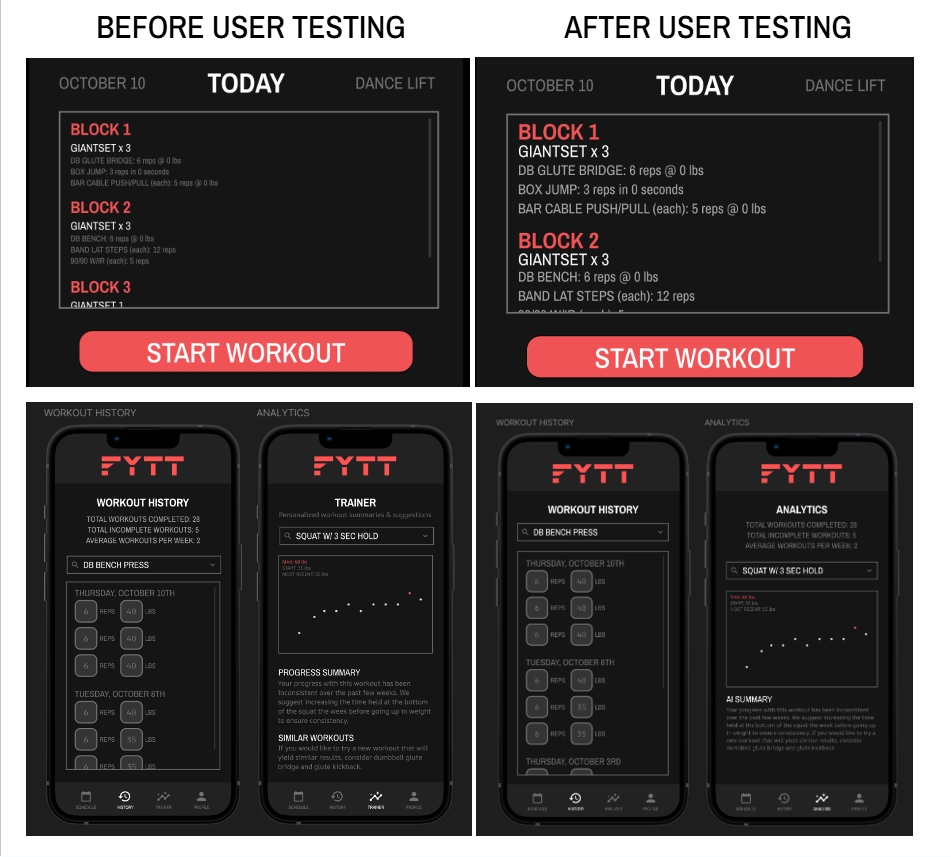 BEFORE USER TESTING
OCTOBER 10 TODAY DANCE LIFT
BLOCK 1
GIANTSET x 3
DB GLUTE BRIDGE: 6 reps @ 0 lbs
BOX JUMP: 3 reps in 0 seconds
BAR CABLE PUSH/PULL (each): 5 reps @ 0 lbs
BLOCK 2
GIANTSET x 3
DB BENCH: 6 reps @ 0 lbs
BAND LAT STEPS (each): 12 reps
90/90 W/IR (each): 5 reps
BLOCK 3
GIANTSET 1
START WORKOUT
AFTER USER TESTING
OCTOBER 10 TODAY DANCE LIFT
BLOCK 1
GIANTSET x 3
DB GLUTE BRIDGE: 6 reps @ 0 lbs
BOX JUMP: 3 reps in 0 seconds
BAR CABLE PUSH/PULL (each): 5 reps @ 0 lbs
BLOCK 2
GIANTSET x 3
DB BENCH: 6 reps @ 0 lbs
BAND LAT STEPS (each): 12 reps
START WORKOUT
WORKOUT HISTORY
FYTT
WORKOUT HISTORY
TOTAL WORKOUTS COMPLETED: 28
TOTAL INCOMPLETE WORKOUTS: 5
AVERAGE WORKOUTS PER WEEK: 2
DB BENCH PRESS
THURSDAY, OCTOBER 10TH
6 REPS 40 LBS
6 REPS 40 LBS
6 REPS 40 LBS
TUESDAY, OCTOBER 8TH
6 REPS 40 LBS
6 REPS 35 LBS
6 REPS 35 LBS
SCHEDULE HISTORY TRAINER PROFILE
ANALYTICS
FYTT
TRAINER
Personalized workout summaries & suggestions
SQUAT W/ 3 SEC HOLD
MAX: 60 lbs
START: 35 lbs
MOST RECENT: 55 lbs
PROGRESS SUMMARY
Your progress with this workout has been
inconsistent over the past few weeks. We
suggest increasing the time held at the bottom
of the squat the week before going up in weight
to ensure consistency.
SIMILAR WORKOUTS
If you would like to try a new workout that will
yield similar results, consider dumbbell glute
bridge and glute kickback.
SCHEDULE HISTORY TRAINER PROFILE
WORKOUT HISTORY
FYTT
WORKOUT HISTORY
DB BENCH PRESS
THURSDAY, OCTOBER 10TH
6 REPS 40 LBS
6 REPS 40 LBS
6 REPS 40 LBS
TUESDAY, OCTOBER 8TH
6 REPS 40 LBS
6 REPS 35 LBS
6 REPS 35 LBS
THURSDAY, OCTOBER 3RD
SCHEDULE HISTORY ANALYSIS PROFILE
ANALYTICS
FYTT
ANALYTICS
TOTAL WORKOUTS COMPLETED: 28
TOTAL INCOMPLETE WORKOUTS: 5
AVERAGE WORKOUTS PER WEEK: 2
SQUAT W/ 3 SEC HOLD
AI SUMMARY
Your progress with this workout has been inconsistent
over the past few weeks. We suggest increasing the time
held at the bottom of the squat the week before going up
in weight to ensure consistency. If you would like to try a
new workout that will yield similar results, consider
dumbbell glute bridge and glute kickback.
SCHEDULE HISTORY ANALYSIS PROFILE